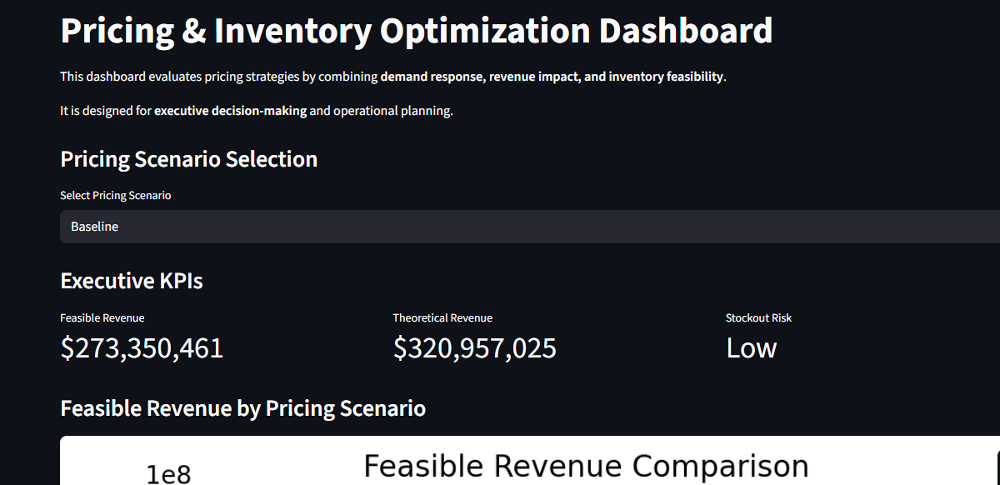 Pricing & Inventory Optimization Dashboard
This dashboard evaluates pricing strategies by combining demand response, revenue impact, and inventory feasibility.
It is designed for executive decision-making and operational planning.
Pricing Scenario Selection
Select Pricing Scenario
Baseline
Executive KPIs
Feasible Revenue
Theoretical Revenue
Stockout Risk
$273,350,461
$320,957,025
Low
Feasible Revenue by Pricing Scenario
Feasible Revenue Comparison
1e8